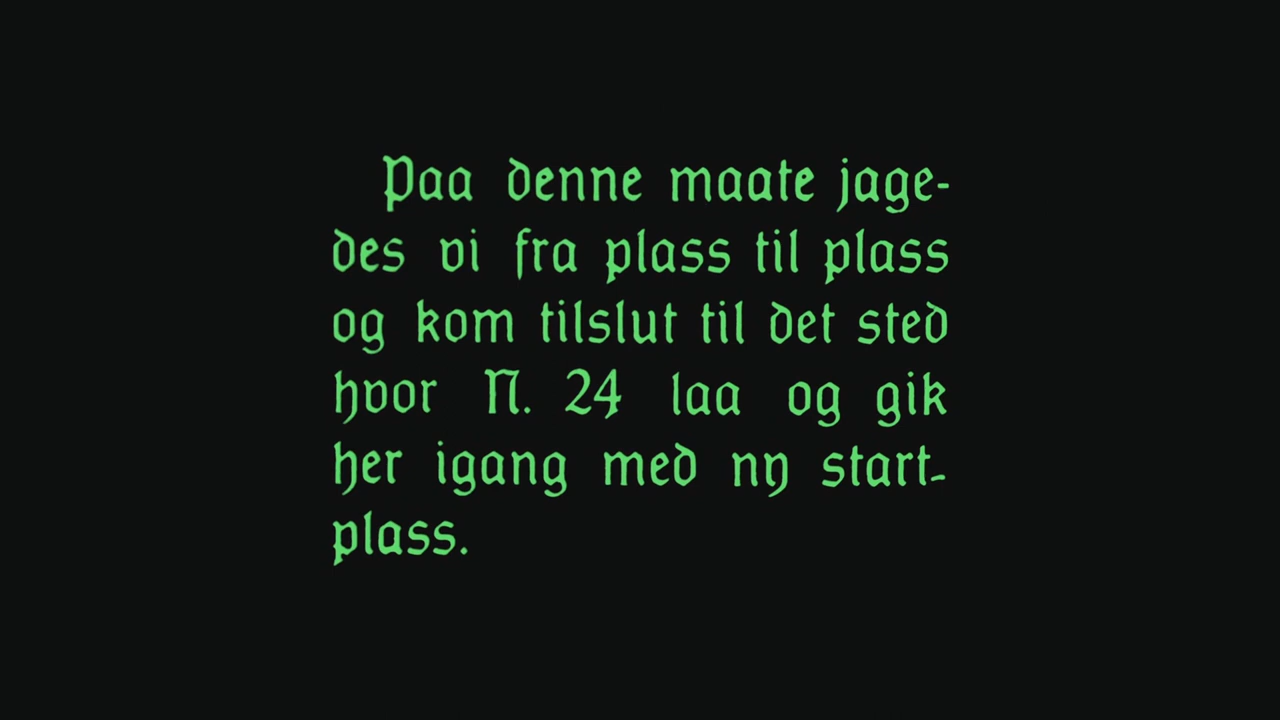 Paa denne maate jage-
des vi fra plass til plass
og kom tilslut til det sted
hvor N. 24 laa og gik
her igang med ny start-
plass.